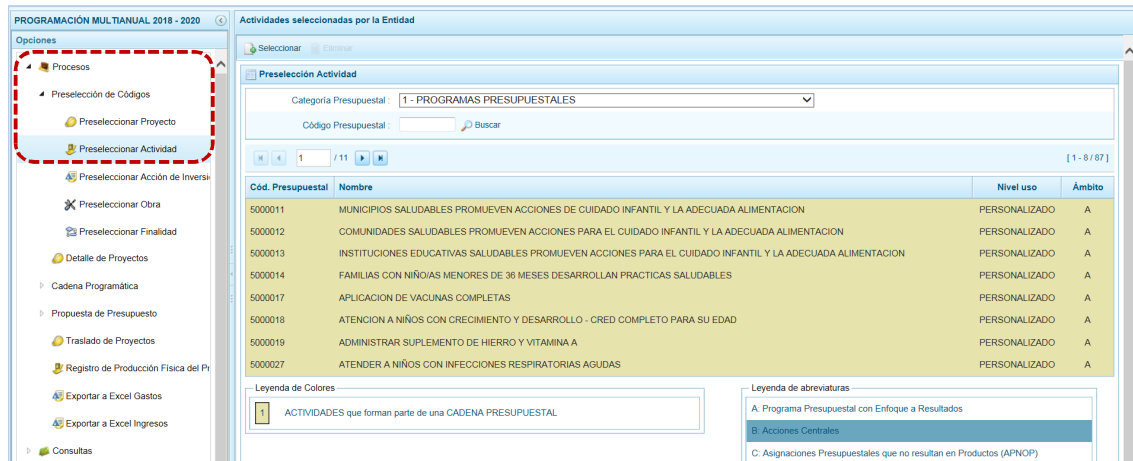 PROGRAMACIÓN MULTIANUAL 2018 - 2020
Opciones
Procesos
Preselección de Códigos
Preseleccionar Proyecto
Preseleccionar Actividad
Preseleccionar Acción de Inversi
Preseleccionar Obra
Preseleccionar Finalidad
Detalle de Proyectos
Cadena Programática
Propuesta de Presupuesto
Traslado de Proyectos
Registro de Producción Física del Pr
Exportar a Excel Gastos
Exportar a Excel Ingresos
Consultas
Actividades seleccionadas por la Entidad
Seleccionar Eliminar
Preselección Actividad
Categoría Presupuestal : 1 - PROGRAMAS PRESUPUESTALES
Código Presupuestal : Buscar
1 / 11 [ 1 - 8 / 87 ]
Cód. Presupuestal Nombre Nivel uso Ámbito
5000011 MUNICIPIOS SALUDABLES PROMUEVEN ACCIONES DE CUIDADO INFANTIL Y LA ADECUADA ALIMENTACION PERSONALIZADO A
5000012 COMUNIDADES SALUDABLES PROMUEVEN ACCIONES PARA EL CUIDADO INFANTIL Y LA ADECUADA ALIMENTACION PERSONALIZADO A
5000013 INSTITUCIONES EDUCATIVAS SALUDABLES PROMUEVEN ACCIONES PARA EL CUIDADO INFANTIL Y LA ADECUADA ALIMENTACION PERSONALIZADO A
5000014 FAMILIAS CON NIÑO/AS MENORES DE 36 MESES DESARROLLAN PRACTICAS SALUDABLES PERSONALIZADO A
5000017 APLICACION DE VACUNAS COMPLETAS PERSONALIZADO A
5000018 ATENCION A NIÑOS CON CRECIMIENTO Y DESARROLLO - CRED COMPLETO PARA SU EDAD PERSONALIZADO A
5000019 ADMINISTRAR SUPLEMENTO DE HIERRO Y VITAMINA A PERSONALIZADO A
5000027 ATENDER A NIÑOS CON INFECCIONES RESPIRATORIAS AGUDAS PERSONALIZADO A
Leyenda de Colores
1 ACTIVIDADES que forman parte de una CADENA PRESUPUESTAL
Leyenda de abreviaturas
A: Programa Presupuestal con Enfoque a Resultados
B: Acciones Centrales
C: Asignaciones Presupuestales que no resultan en Productos (APNOP)